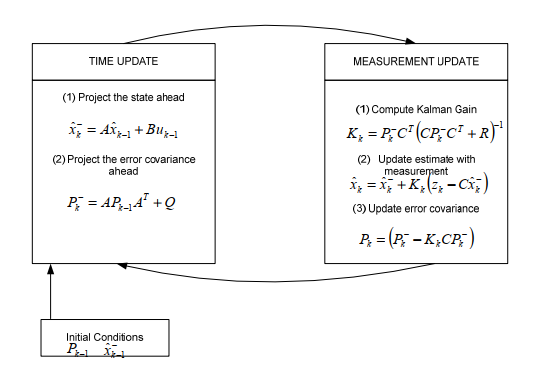 TIME UPDATE
(1) Project the state ahead
x̂ₖ⁻ = Ax̂ₖ₋₁ + Buₖ₋₁
(2) Project the error covariance
ahead
Pₖ⁻ = APₖ₋₁Aᵀ + Q
MEASUREMENT UPDATE
(1) Compute Kalman Gain
Kₖ = Pₖ⁻Cᵀ(CPₖ⁻Cᵀ + R)⁻¹
(2) Update estimate with
measurement
x̂ₖ = x̂ₖ⁻ + Kₖ(zₖ − Cx̂ₖ⁻)
(3) Update error covariance
Pₖ = (Pₖ⁻ − KₖCPₖ⁻)
Initial Conditions
Pₖ₋₁ x̂ₖ₋₁⁻